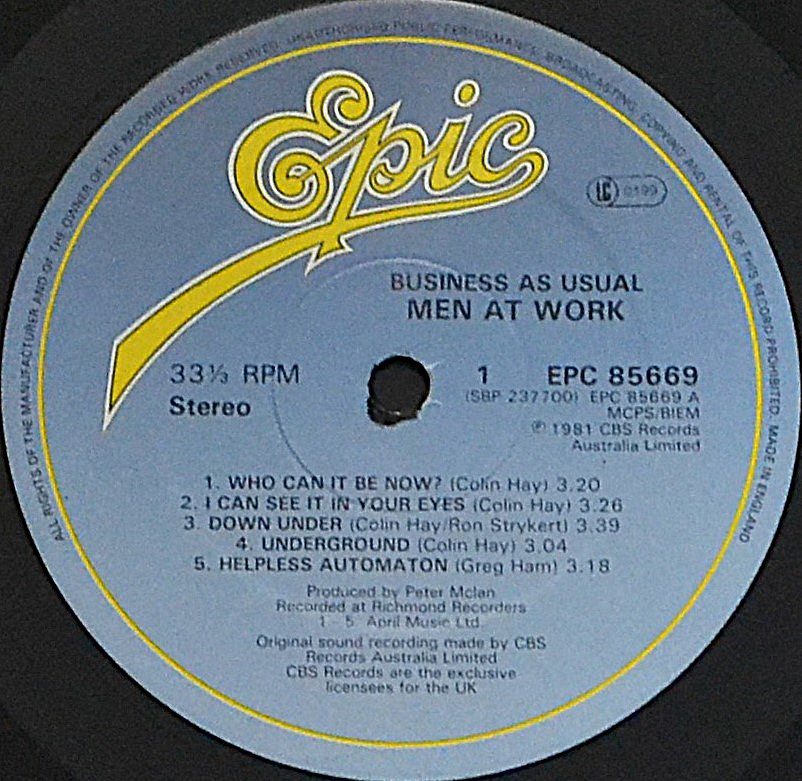 ALL RIGHTS OF THE MANUFACTURER AND OF THE OWNER OF THE RECORDED WORK RESERVED. UNAUTHORISED PUBLIC PERFORMANCE, BROADCASTING, COPYING AND RENTAL OF THIS RECORD PROHIBITED. MADE IN ENGLAND
Epic
LC 0199
BUSINESS AS USUAL
MEN AT WORK
33⅓ RPM
Stereo
1 EPC 85669
(SBP 237700) EPC 85669 A
MCPS/BIEM
℗ 1981 CBS Records
Australia Limited
1. WHO CAN IT BE NOW? (Colin Hay) 3.20
2. I CAN SEE IT IN YOUR EYES (Colin Hay) 3.26
3. DOWN UNDER (Colin Hay/Ron Strykert) 3.39
4. UNDERGROUND (Colin Hay) 3.04
5. HELPLESS AUTOMATON (Greg Ham) 3.18
Produced by Peter McIan
Recorded at Richmond Recorders
1 - 5. April Music Ltd.
Original sound recording made by CBS
Records Australia Limited
CBS Records are the exclusive
licensees for the UK